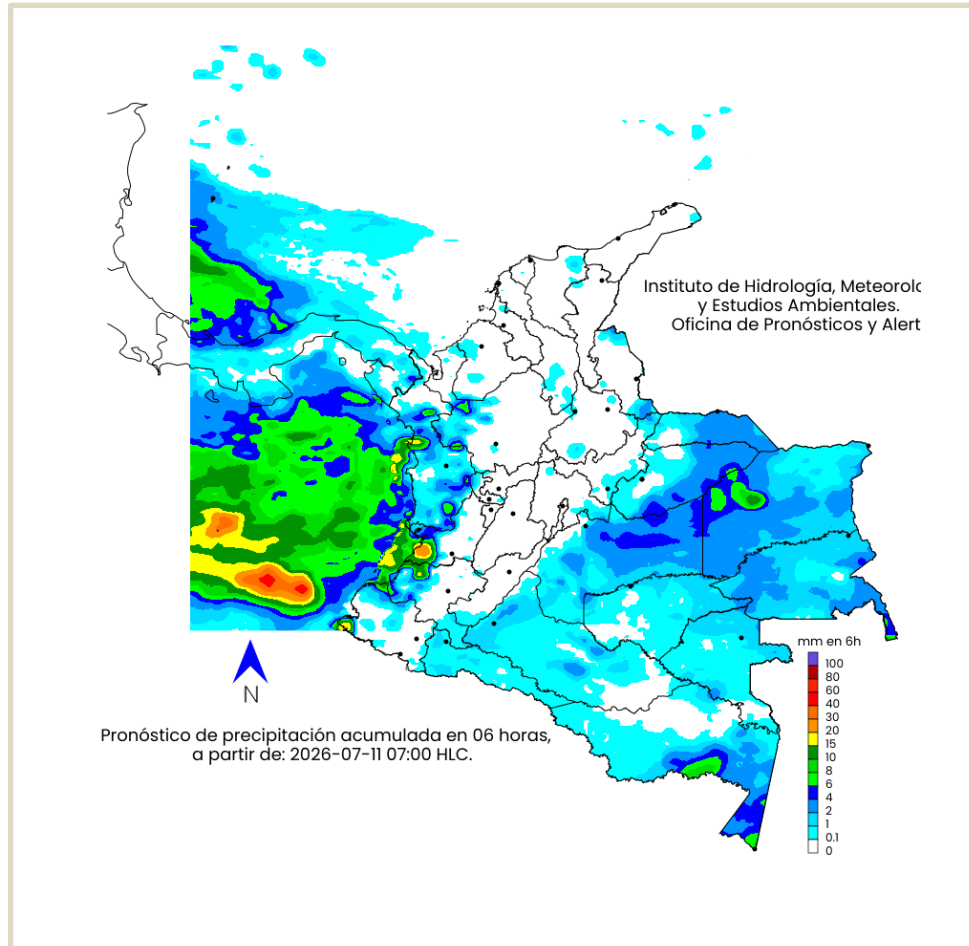 Instituto de Hidrología, Meteorolo
y Estudios Ambientales.
Oficina de Pronósticos y Alert
mm en 6h
100
80
60
40
30
20
15
10
8
6
4
2
1
0.1
0
N
Pronóstico de precipitación acumulada en 06 horas,
a partir de: 2026-07-11 07:00 HLC.